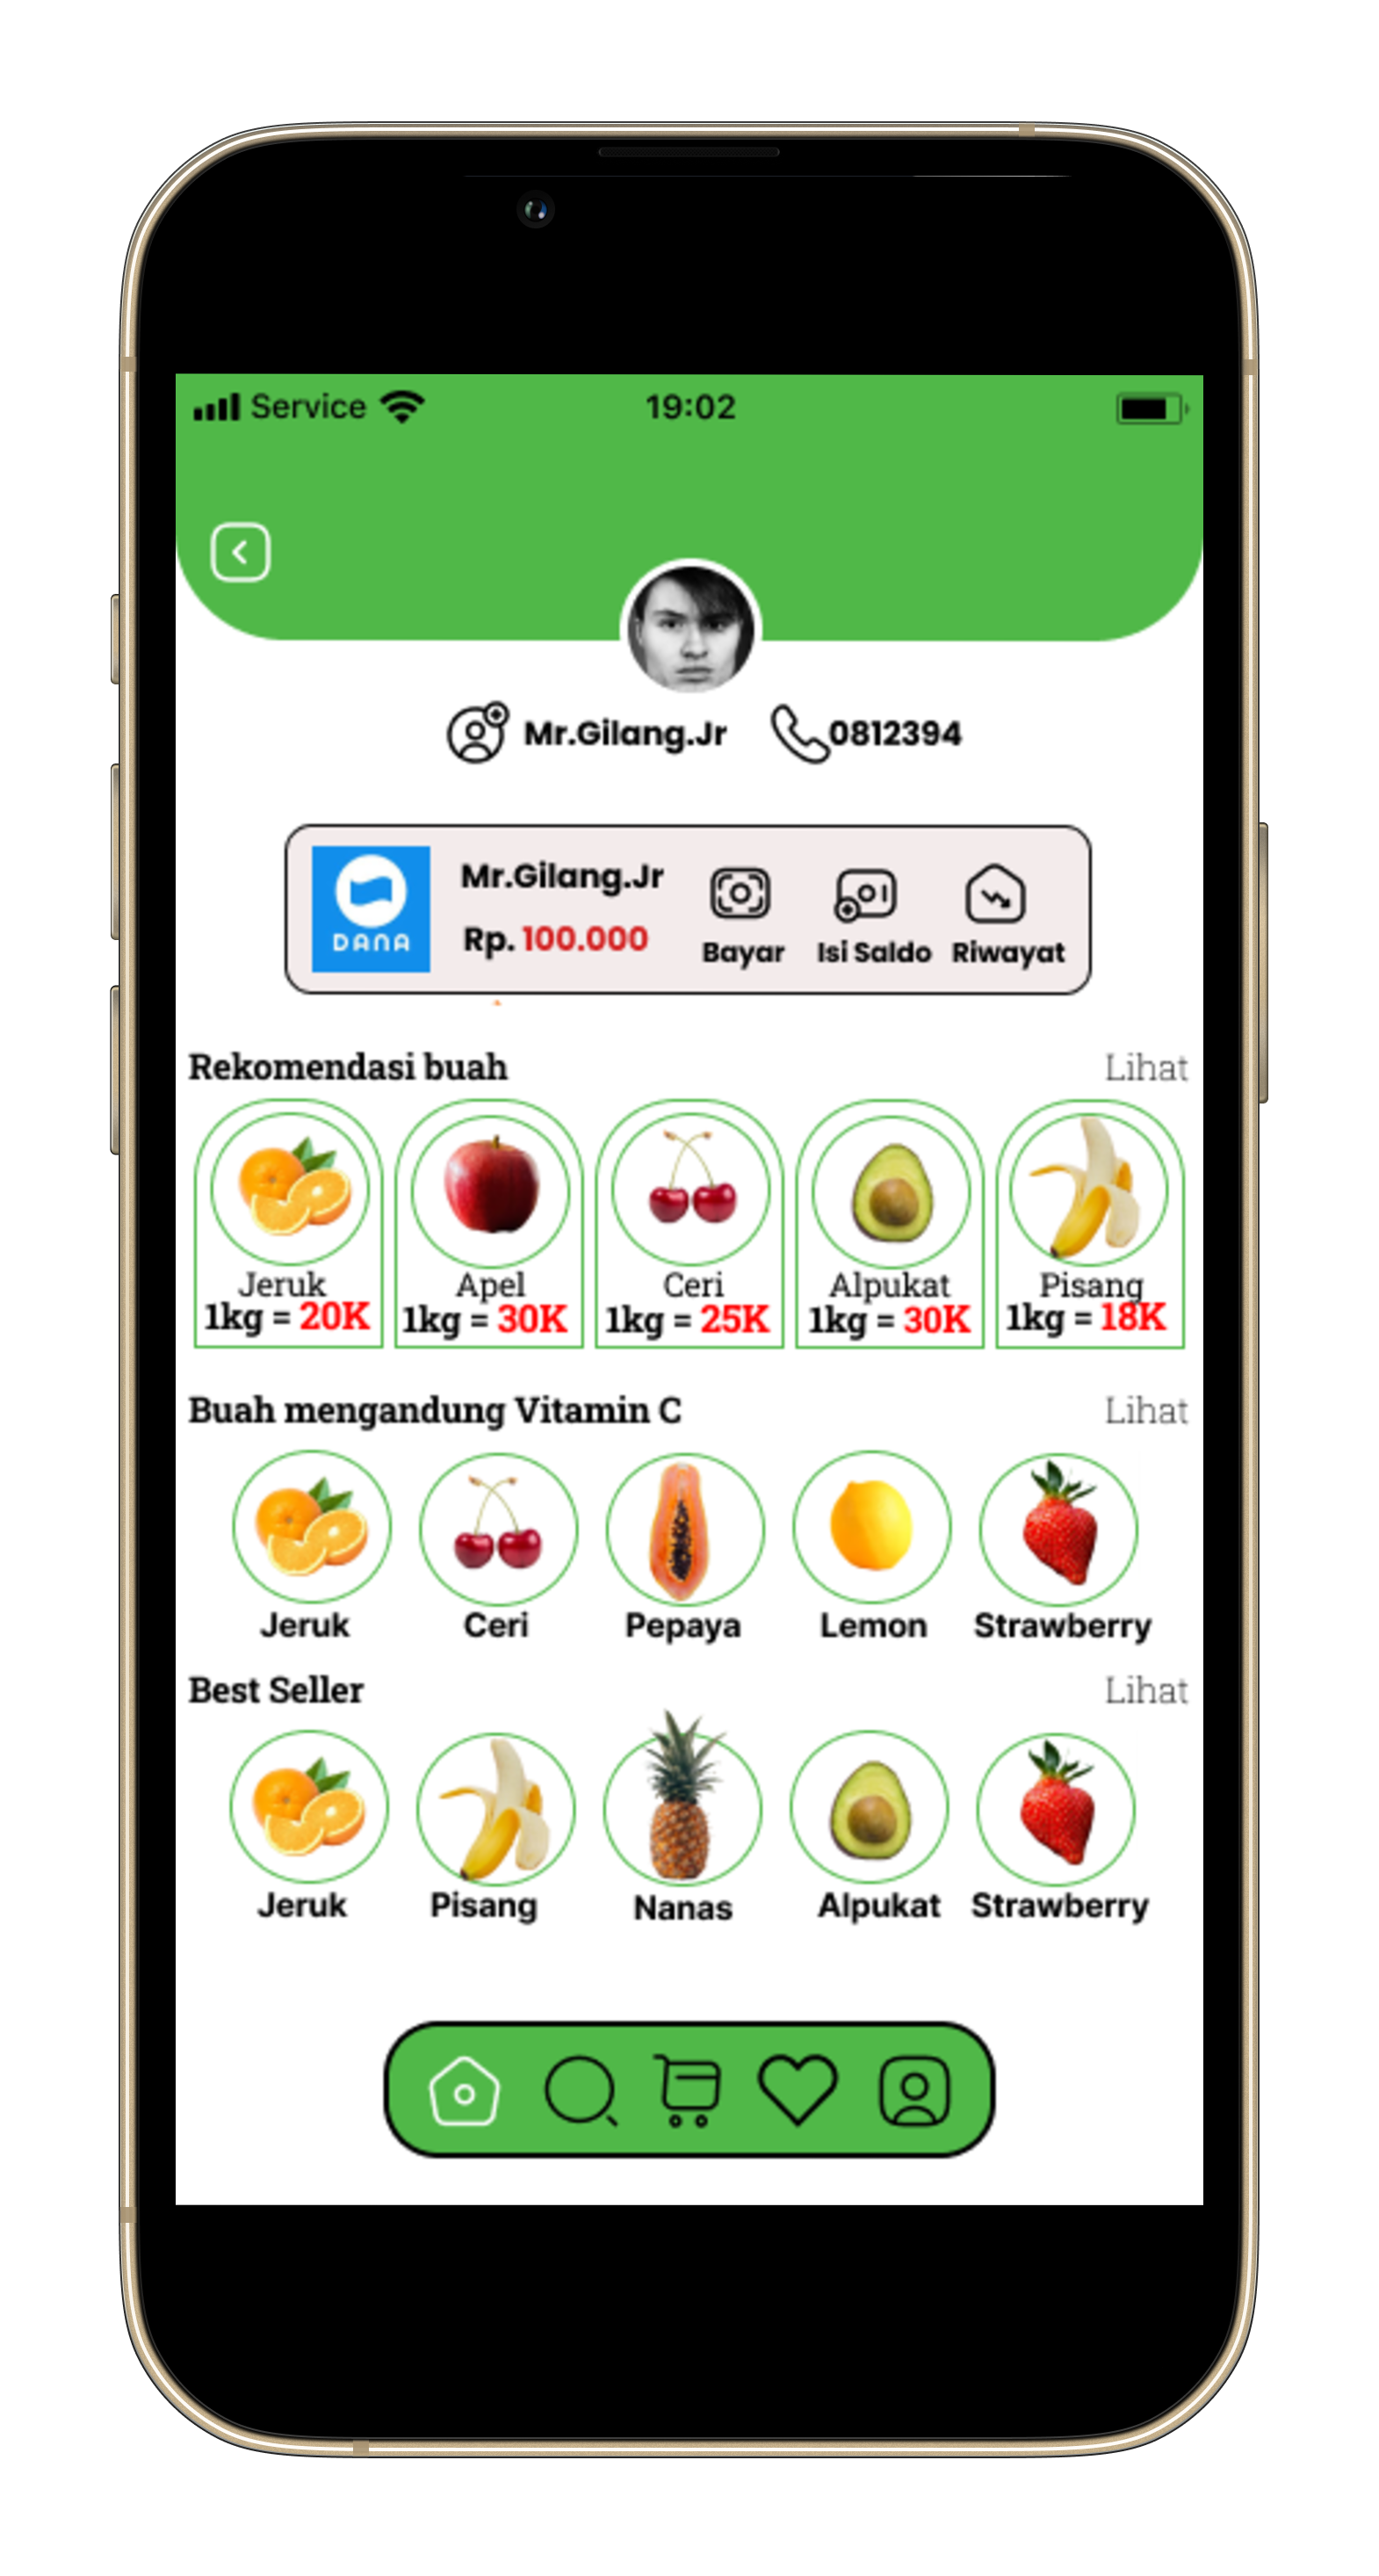 Service 19:02
Mr.Gilang.Jr 0812394
DANA
Mr.Gilang.Jr
Rp. 100.000
Bayar Isi Saldo Riwayat
Rekomendasi buah Lihat
Jeruk Apel Ceri Alpukat Pisang
1kg = 20K 1kg = 30K 1kg = 25K 1kg = 30K 1kg = 18K
Buah mengandung Vitamin C Lihat
Jeruk Ceri Pepaya Lemon Strawberry
Best Seller Lihat
Jeruk Pisang Nanas Alpukat Strawberry